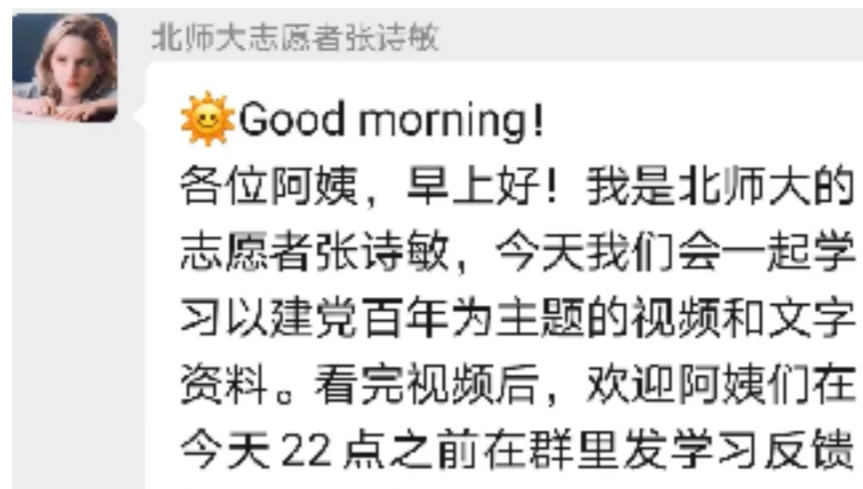 北师大志愿者张诗敏
🌞Good morning!
各位阿姨，早上好！我是北师大的
志愿者张诗敏，今天我们会一起学
习以建党百年为主题的视频和文字
资料。看完视频后，欢迎阿姨们在
今天22点之前在群里发学习反馈